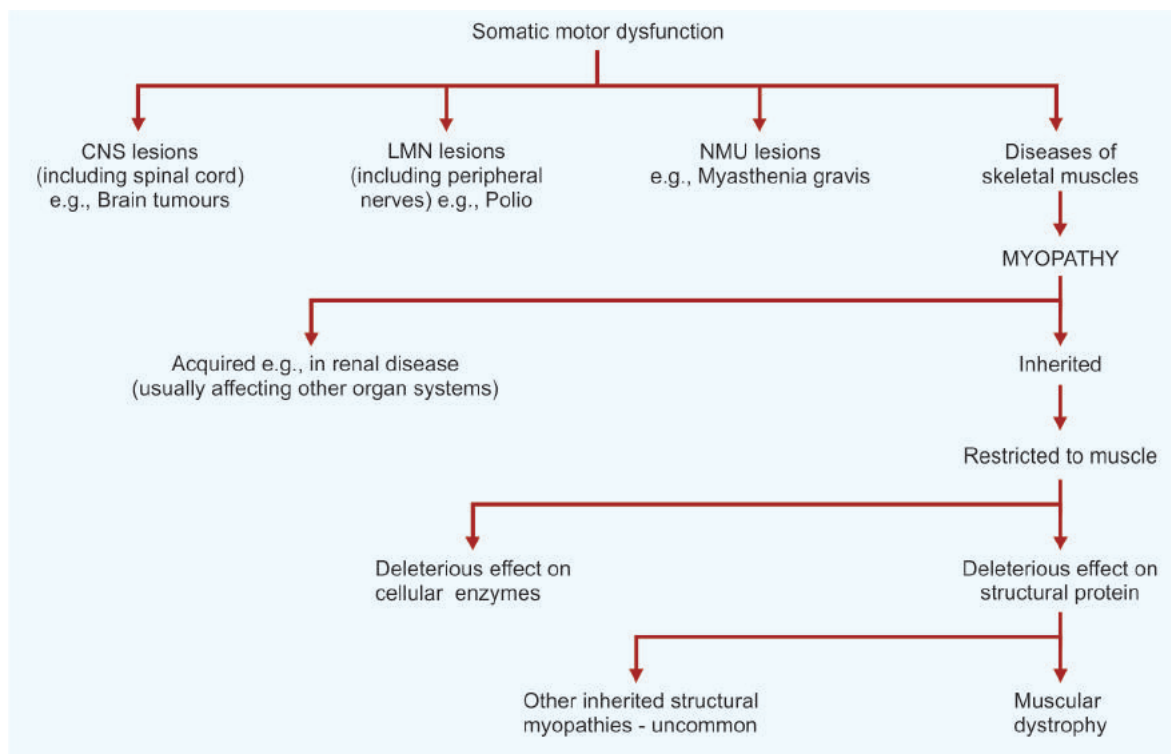 Somatic motor dysfunction
CNS lesions
(including spinal cord)
e.g., Brain tumours
LMN lesions
(including peripheral
nerves) e.g., Polio
NMU lesions
e.g., Myasthenia gravis
Diseases of
skeletal muscles
MYOPATHY
Acquired e.g., in renal disease
(usually affecting other organ systems)
Inherited
Restricted to muscle
Deleterious effect on
cellular enzymes
Deleterious effect on
structural protein
Other inherited structural
myopathies - uncommon
Muscular
dystrophy